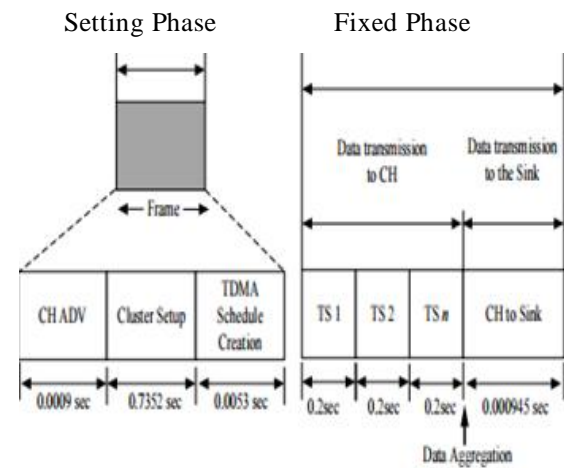 Setting Phase
Fixed Phase
Data transmission
to CH
Data transmission
to the Sink
Frame
CH ADV
Cluster Setup
TDMA
Schedule
Creation
TS 1
TS 2
TS n
CH to Sink
0.0009 sec
0.7352 sec
0.0053 sec
0.2sec
0.2sec
0.2sec
0.000945 sec
Data Aggregation